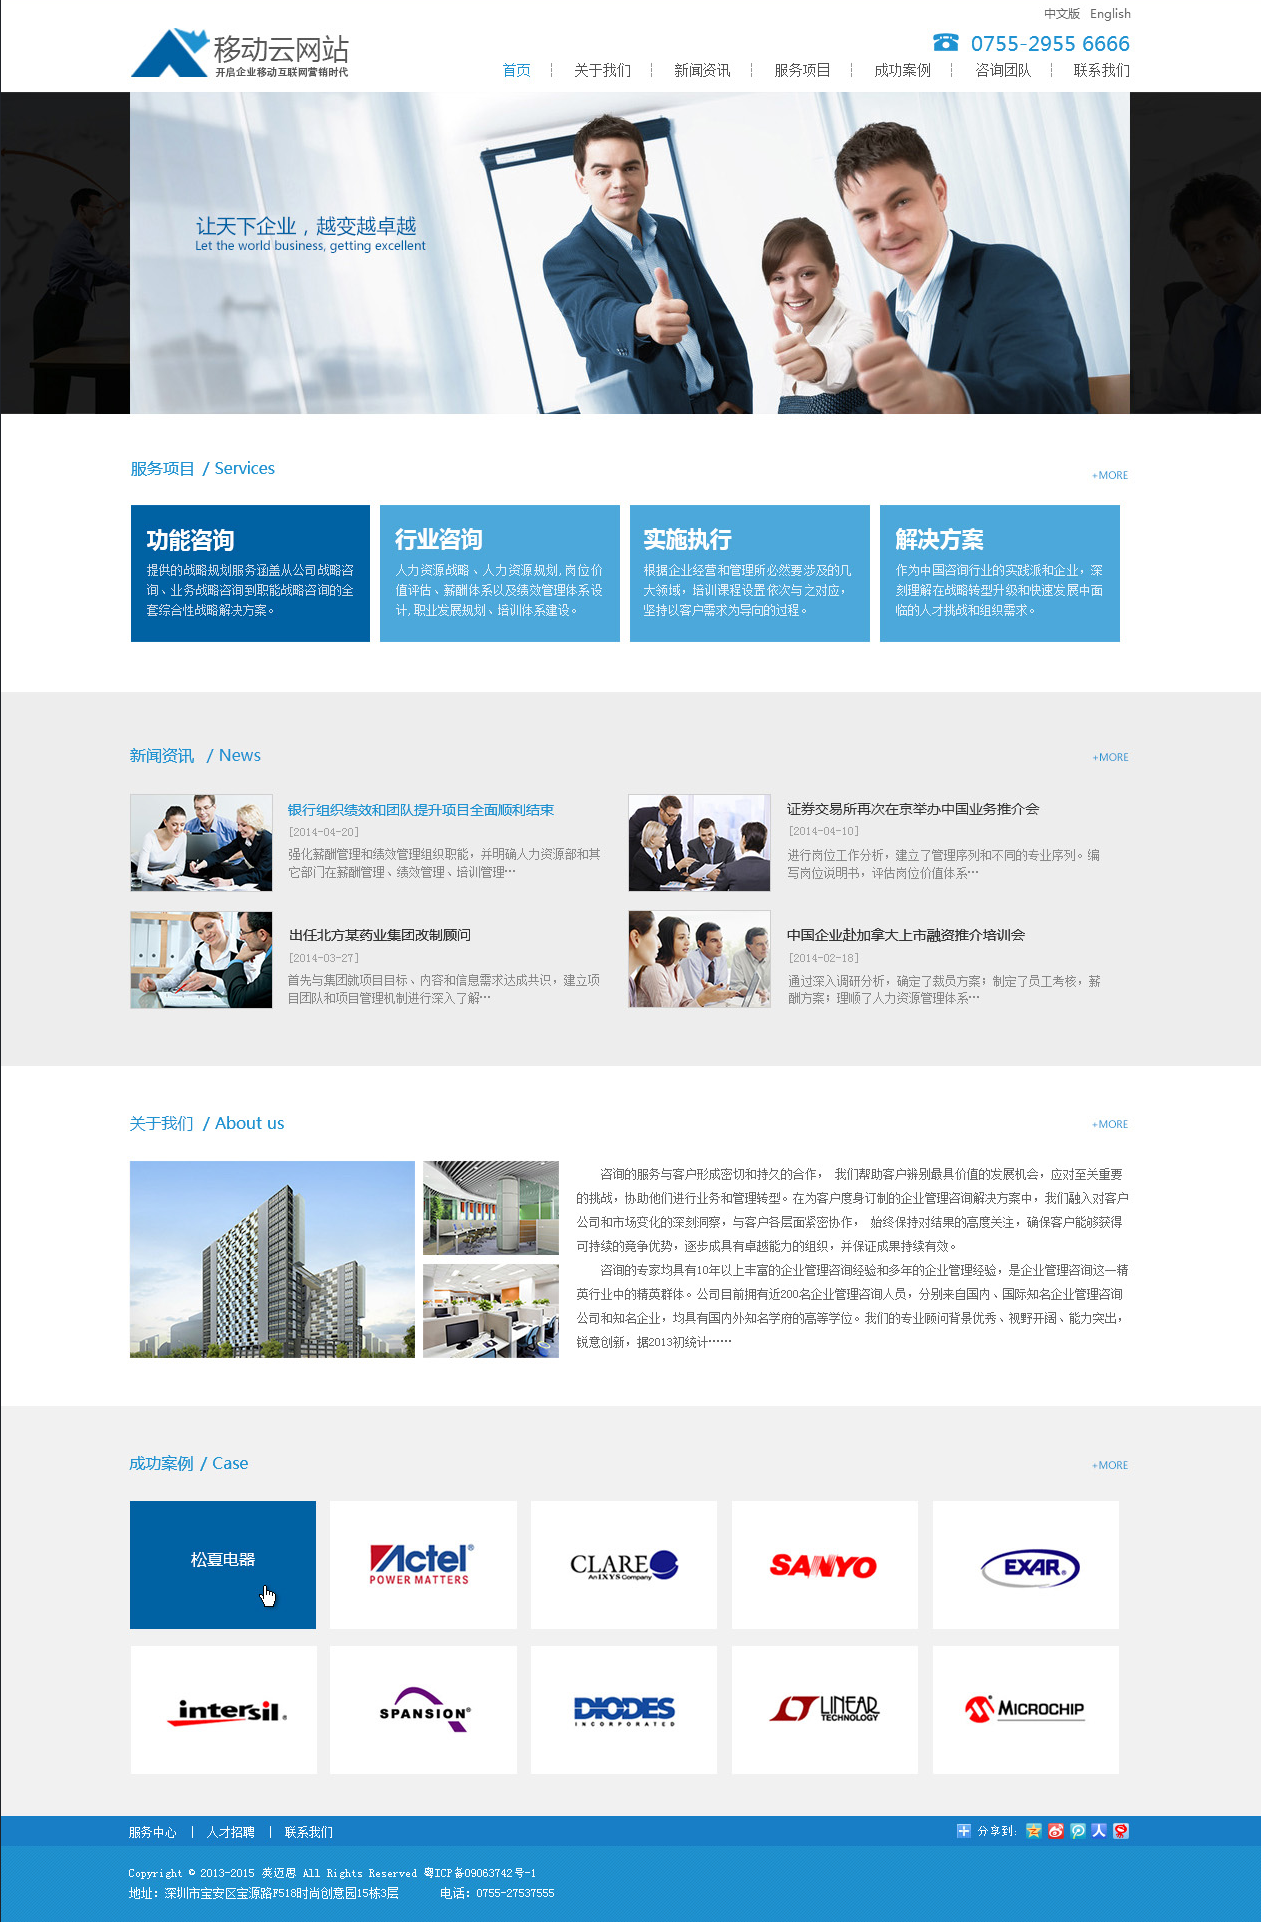 中文版 English
移动云网站
开启企业移动互联网营销时代
0755-2955 6666
首页 关于我们 新闻资讯 服务项目 成功案例 咨询团队 联系我们
让天下企业，越变越卓越
Let the world business, getting excellent
服务项目 / Services
+MORE
功能咨询
提供的战略规划服务涵盖从公司战略咨
询、业务战略咨询到职能战略咨询的全
套综合性战略解决方案。
行业咨询
人力资源战略、人力资源规划,岗位价
值评估、薪酬体系以及绩效管理体系设
计,职业发展规划、培训体系建设。
实施执行
根据企业经营和管理所必然要涉及的几
大领域，培训课程设置依次与之对应，
坚持以客户需求为导向的过程。
解决方案
作为中国咨询行业的实践派和企业，深
刻理解在战略转型升级和快速发展中面
临的人才挑战和组织需求。
新闻资讯 / News
+MORE
银行组织绩效和团队提升项目全面顺利结束
[2014-04-20]
强化薪酬管理和绩效管理组织职能，并明确人力资源部和其
它部门在薪酬管理、绩效管理、培训管理…
证券交易所再次在京举办中国业务推介会
[2014-04-10]
进行岗位工作分析，建立了管理序列和不同的专业序列。编
写岗位说明书，评估岗位价值体系…
出任北方某药业集团改制顾问
[2014-03-27]
首先与集团就项目目标、内容和信息需求达成共识，建立项
目团队和项目管理机制进行深入了解…
中国企业赴加拿大上市融资推介培训会
[2014-02-18]
通过深入调研分析，确定了裁员方案；制定了员工考核，薪
酬方案；理顺了人力资源管理体系…
关于我们 / About us
+MORE
咨询的服务与客户形成密切和持久的合作， 我们帮助客户辨别最具价值的发展机会，应对至关重要
的挑战，协助他们进行业务和管理转型。在为客户度身订制的企业管理咨询解决方案中，我们融入对客户
公司和市场变化的深刻洞察，与客户各层面紧密协作， 始终保持对结果的高度关注，确保客户能够获得
可持续的竞争优势，逐步成具有卓越能力的组织，并保证成果持续有效。
咨询的专家均具有10年以上丰富的企业管理咨询经验和多年的企业管理经验，是企业管理咨询这一精
英行业中的精英群体。公司目前拥有近200名企业管理咨询人员，分别来自国内、国际知名企业管理咨询
公司和知名企业，均具有国内外知名学府的高等学位。我们的专业顾问背景优秀、视野开阔、能力突出，
锐意创新，据2013初统计……
成功案例 / Case
+MORE
松夏电器
Actel®
POWER MATTERS
CLARE
An IXYS Company
SANYO
EXAR®
intersil®
SPANSION®
DIODES
INCORPORATED
LINEAR
TECHNOLOGY
MICROCHIP
服务中心 | 人才招聘 | 联系我们
分享到:
Copyright © 2013-2015 英迈思 All Rights Reserved 粤ICP备09063742号-1
地址：深圳市宝安区宝源路F518时尚创意园15栋3层 电话：0755-27537555